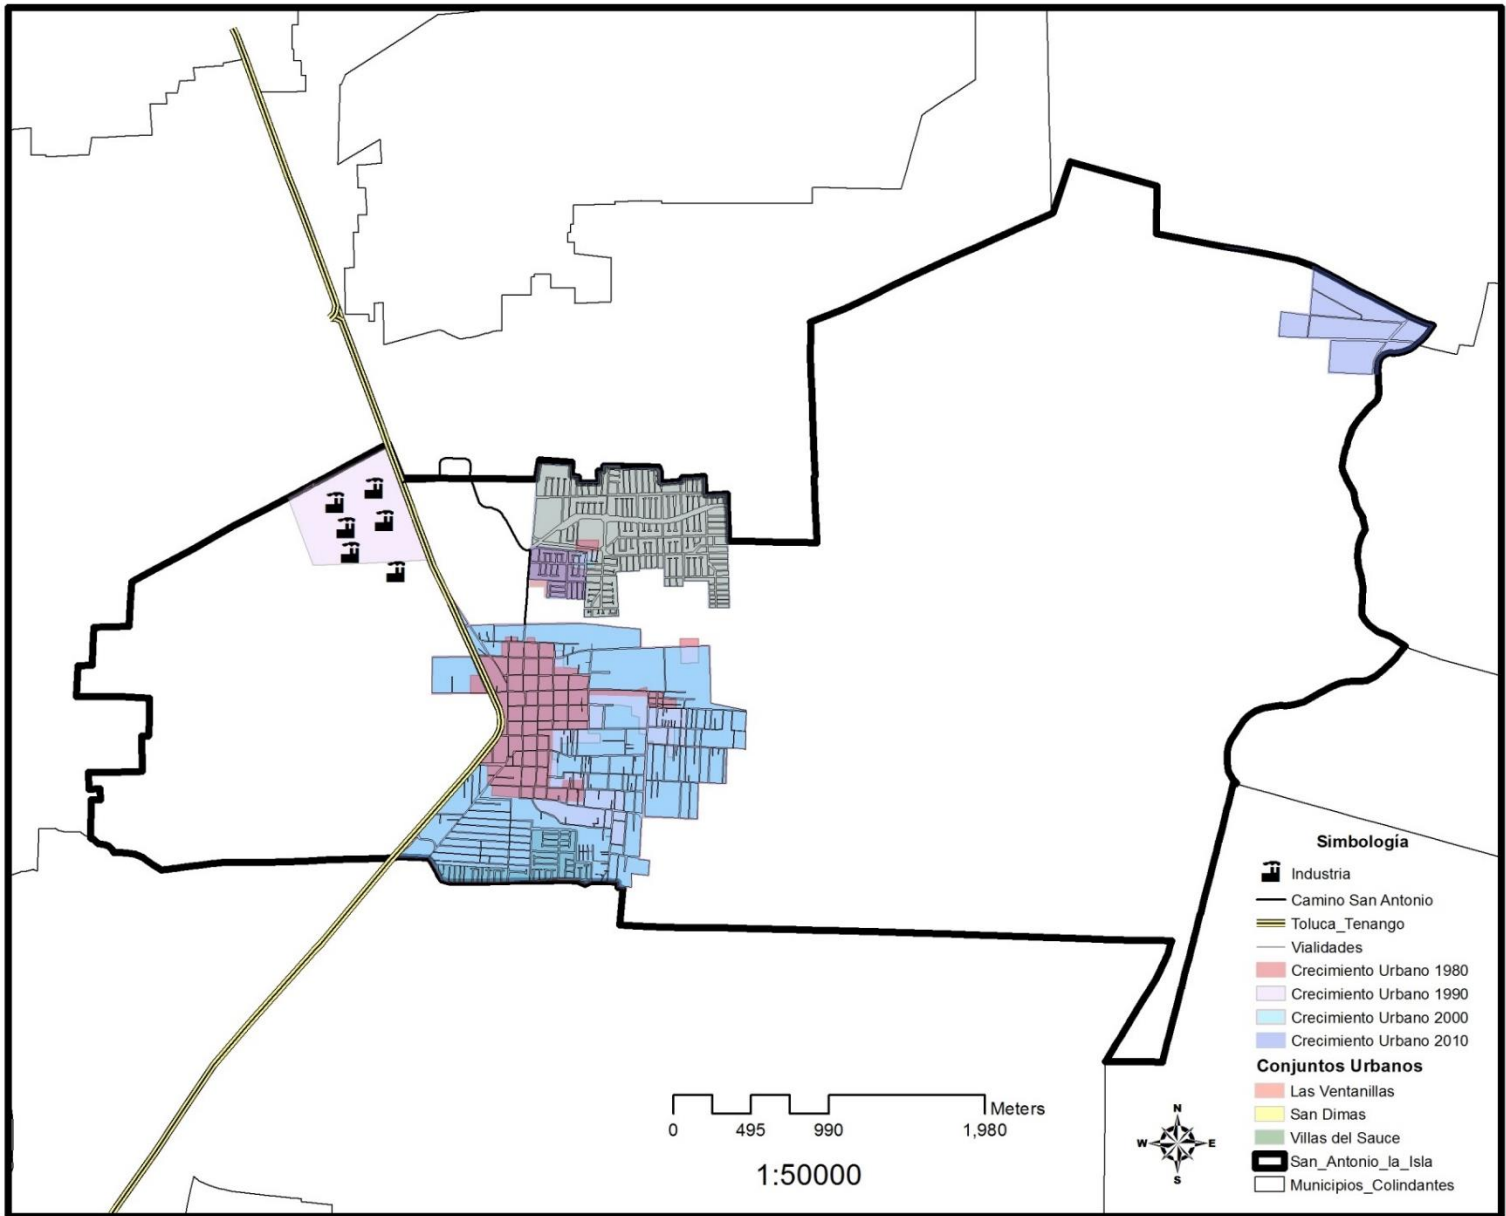 Simbología
Industria
Camino San Antonio
Toluca_Tenango
Vialidades
Crecimiento Urbano 1980
Crecimiento Urbano 1990
Crecimiento Urbano 2000
Crecimiento Urbano 2010
Conjuntos Urbanos
Las Ventanillas
San Dimas
Villas del Sauce
San_Antonio_la_Isla
Municipios_Colindantes
Meters
0 495 990 1,980
1:50000
N
W E
S